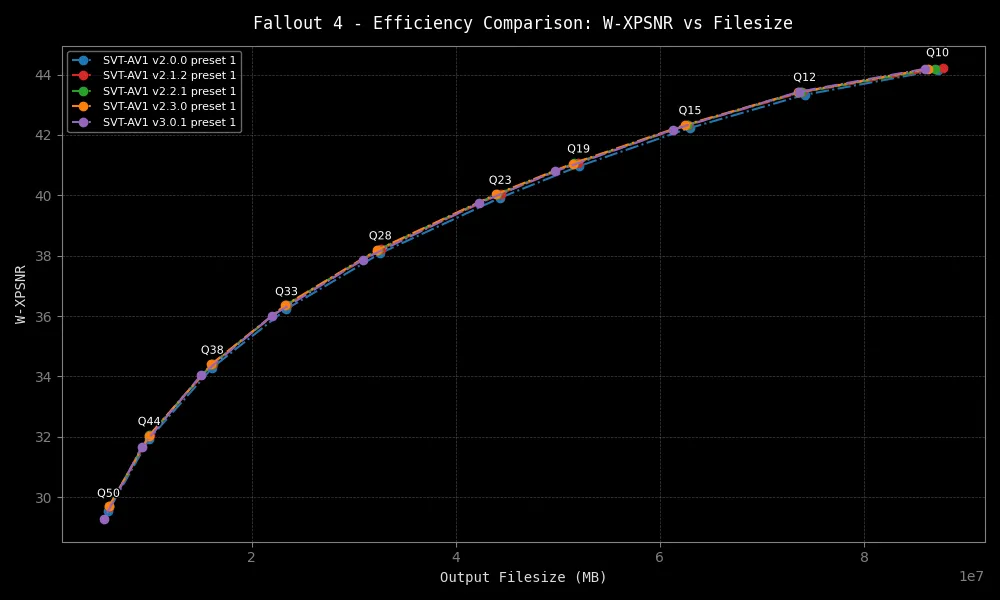 Fallout 4 - Efficiency Comparison: W-XPSNR vs Filesize
SVT-AV1 v2.0.0 preset 1
SVT-AV1 v2.1.2 preset 1
SVT-AV1 v2.2.1 preset 1
SVT-AV1 v2.3.0 preset 1
SVT-AV1 v3.0.1 preset 1
Q10
Q12
Q15
Q19
Q23
Q28
Q33
Q38
Q44
Q50
44
42
40
38
36
34
32
30
W-XPSNR
2 4 6 8
1e7
Output Filesize (MB)